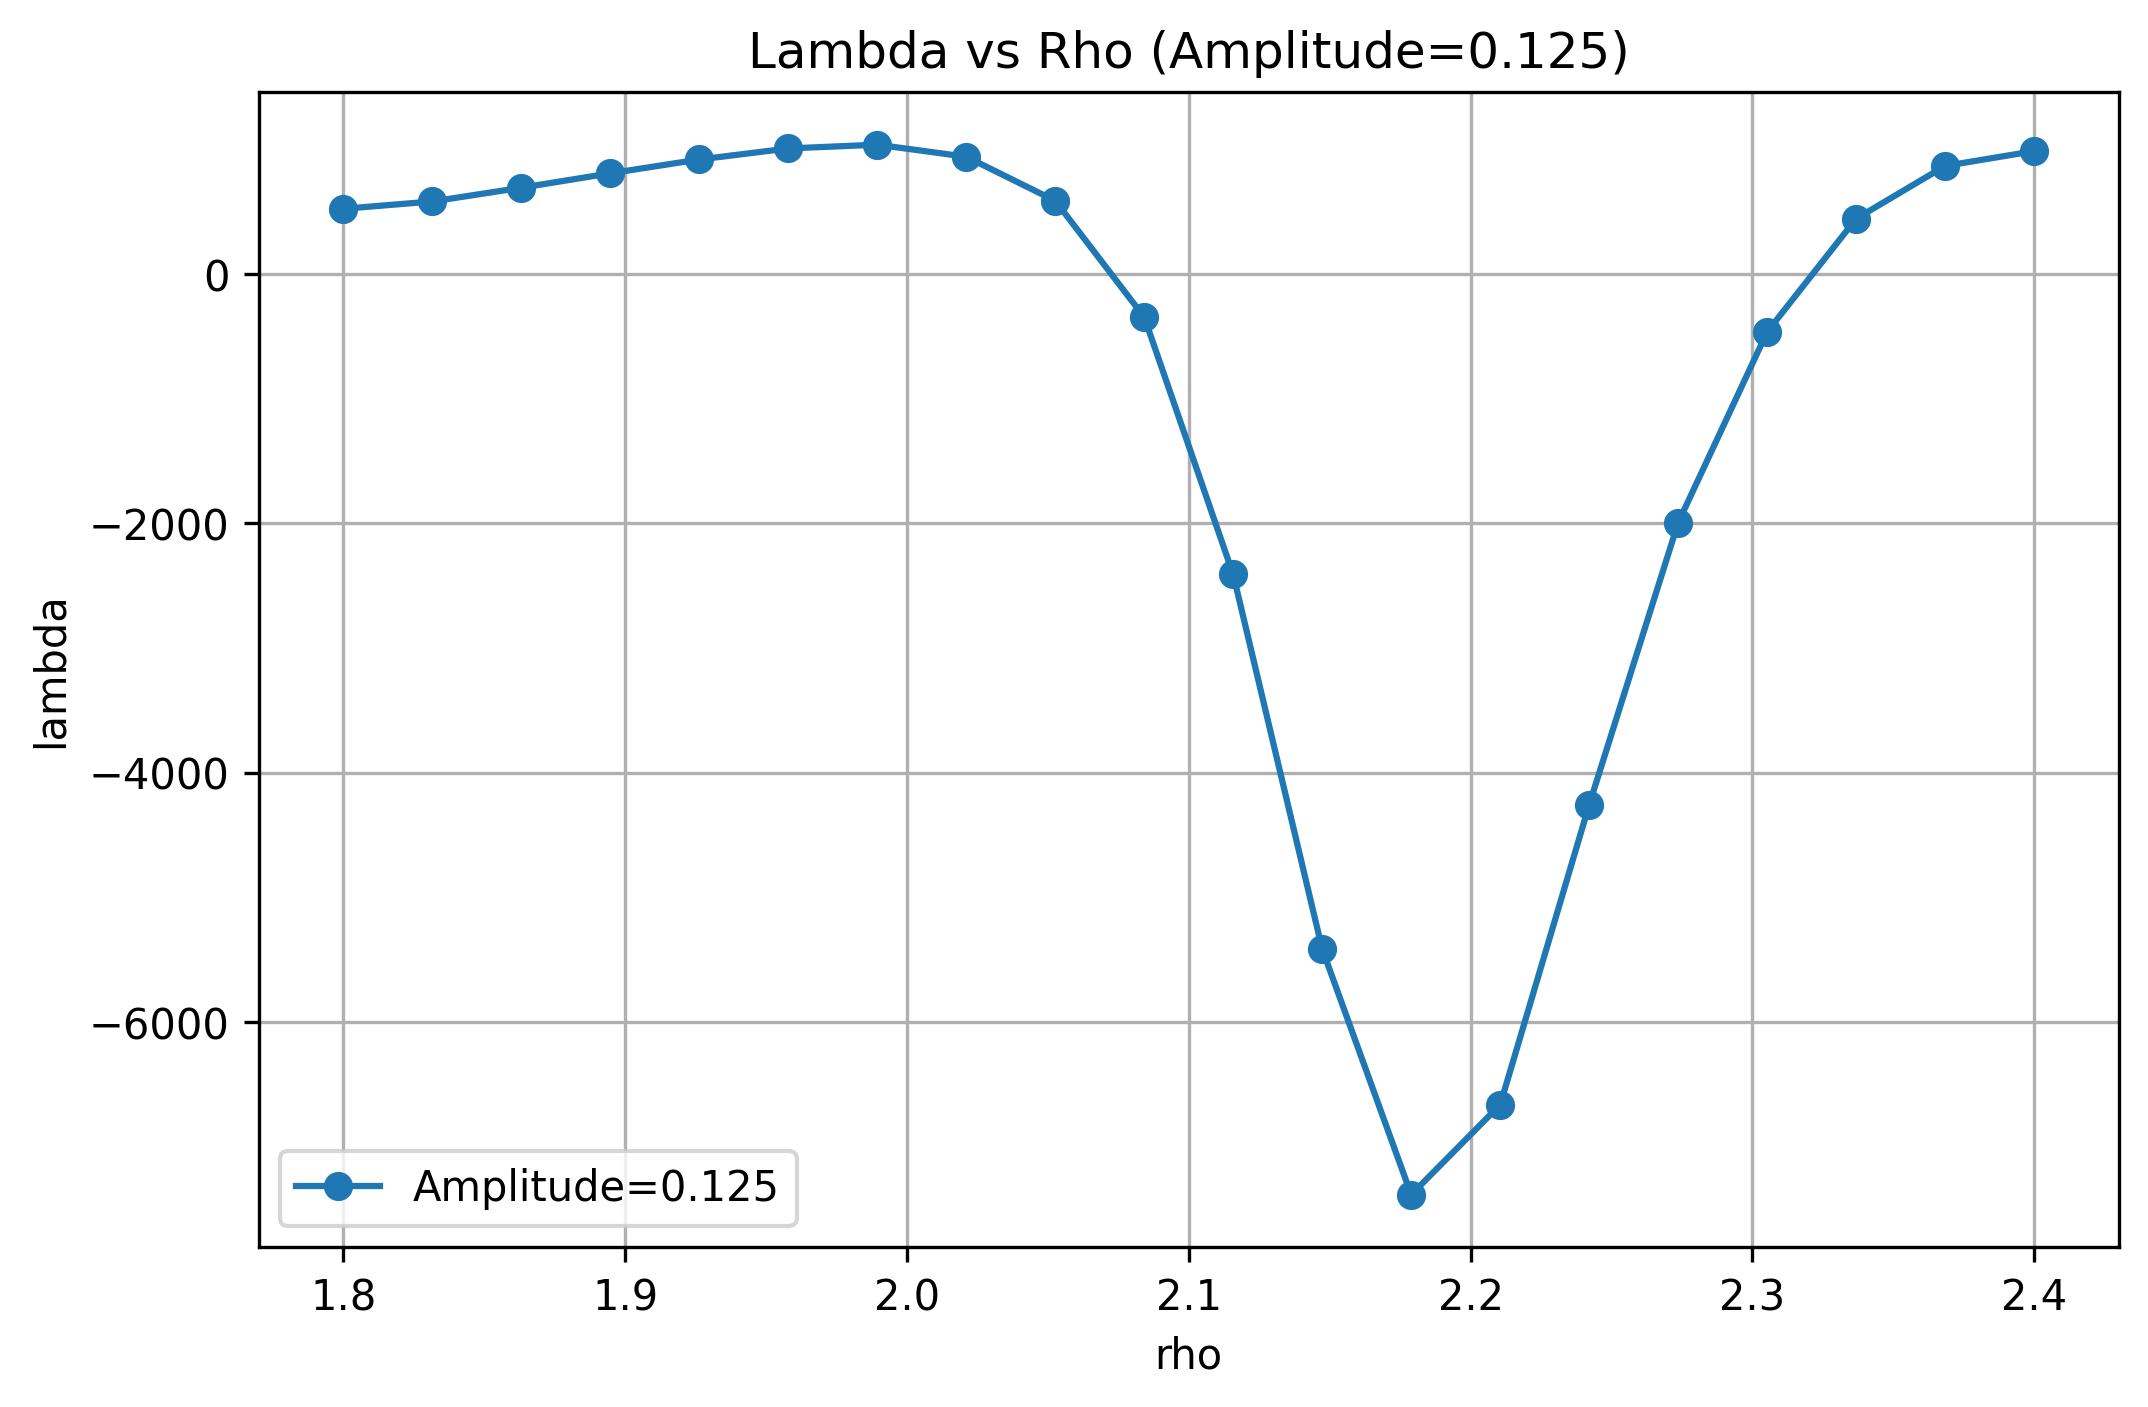 Lambda vs Rho (Amplitude=0.125)
lambda
0
−2000
−4000
−6000
Amplitude=0.125
1.8 1.9 2.0 2.1 2.2 2.3 2.4
rho